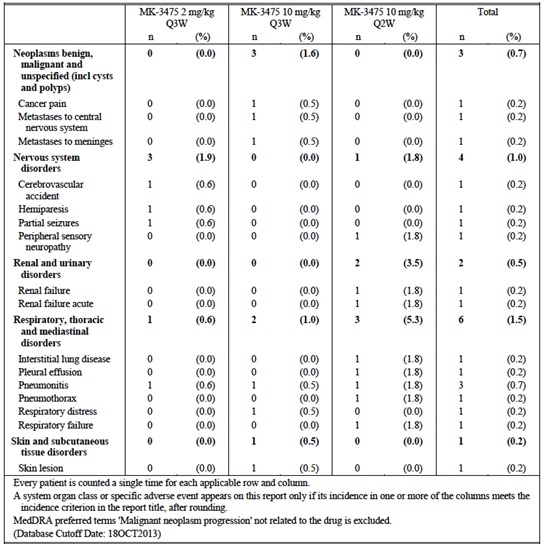 MK-3475 2 mg/kg MK-3475 10 mg/kg MK-3475 10 mg/kg Total
Q3W Q3W Q2W
n (%) n (%) n (%) n (%)
Neoplasms benign, 0 (0.0) 3 (1.6) 0 (0.0) 3 (0.7)
malignant and
unspecified (incl cysts
and polyps)
Cancer pain 0 (0.0) 1 (0.5) 0 (0.0) 1 (0.2)
Metastases to central 0 (0.0) 1 (0.5) 0 (0.0) 1 (0.2)
nervous system
Metastases to meninges 0 (0.0) 1 (0.5) 0 (0.0) 1 (0.2)
Nervous system 3 (1.9) 0 (0.0) 1 (1.8) 4 (1.0)
disorders
Cerebrovascular 1 (0.6) 0 (0.0) 0 (0.0) 1 (0.2)
accident
Hemiparesis 1 (0.6) 0 (0.0) 0 (0.0) 1 (0.2)
Partial seizures 1 (0.6) 0 (0.0) 0 (0.0) 1 (0.2)
Peripheral sensory 0 (0.0) 0 (0.0) 1 (1.8) 1 (0.2)
neuropathy
Renal and urinary 0 (0.0) 0 (0.0) 2 (3.5) 2 (0.5)
disorders
Renal failure 0 (0.0) 0 (0.0) 1 (1.8) 1 (0.2)
Renal failure acute 0 (0.0) 0 (0.0) 1 (1.8) 1 (0.2)
Respiratory, thoracic 1 (0.6) 2 (1.0) 3 (5.3) 6 (1.5)
and mediastinal
disorders
Interstitial lung disease 0 (0.0) 0 (0.0) 1 (1.8) 1 (0.2)
Pleural effusion 0 (0.0) 0 (0.0) 1 (1.8) 1 (0.2)
Pneumonitis 1 (0.6) 1 (0.5) 1 (1.8) 3 (0.7)
Pneumothorax 0 (0.0) 0 (0.0) 1 (1.8) 1 (0.2)
Respiratory distress 0 (0.0) 1 (0.5) 0 (0.0) 1 (0.2)
Respiratory failure 0 (0.0) 0 (0.0) 1 (1.8) 1 (0.2)
Skin and subcutaneous 0 (0.0) 1 (0.5) 0 (0.0) 1 (0.2)
tissue disorders
Skin lesion 0 (0.0) 1 (0.5) 0 (0.0) 1 (0.2)
Every patient is counted a single time for each applicable row and column.
A system organ class or specific adverse event appears on this report only if its incidence in one or more of the columns meets the
incidence criterion in the report title, after rounding.
MedDRA preferred terms 'Malignant neoplasm progression' not related to the drug is excluded.
(Database Cutoff Date: 18OCT2013)